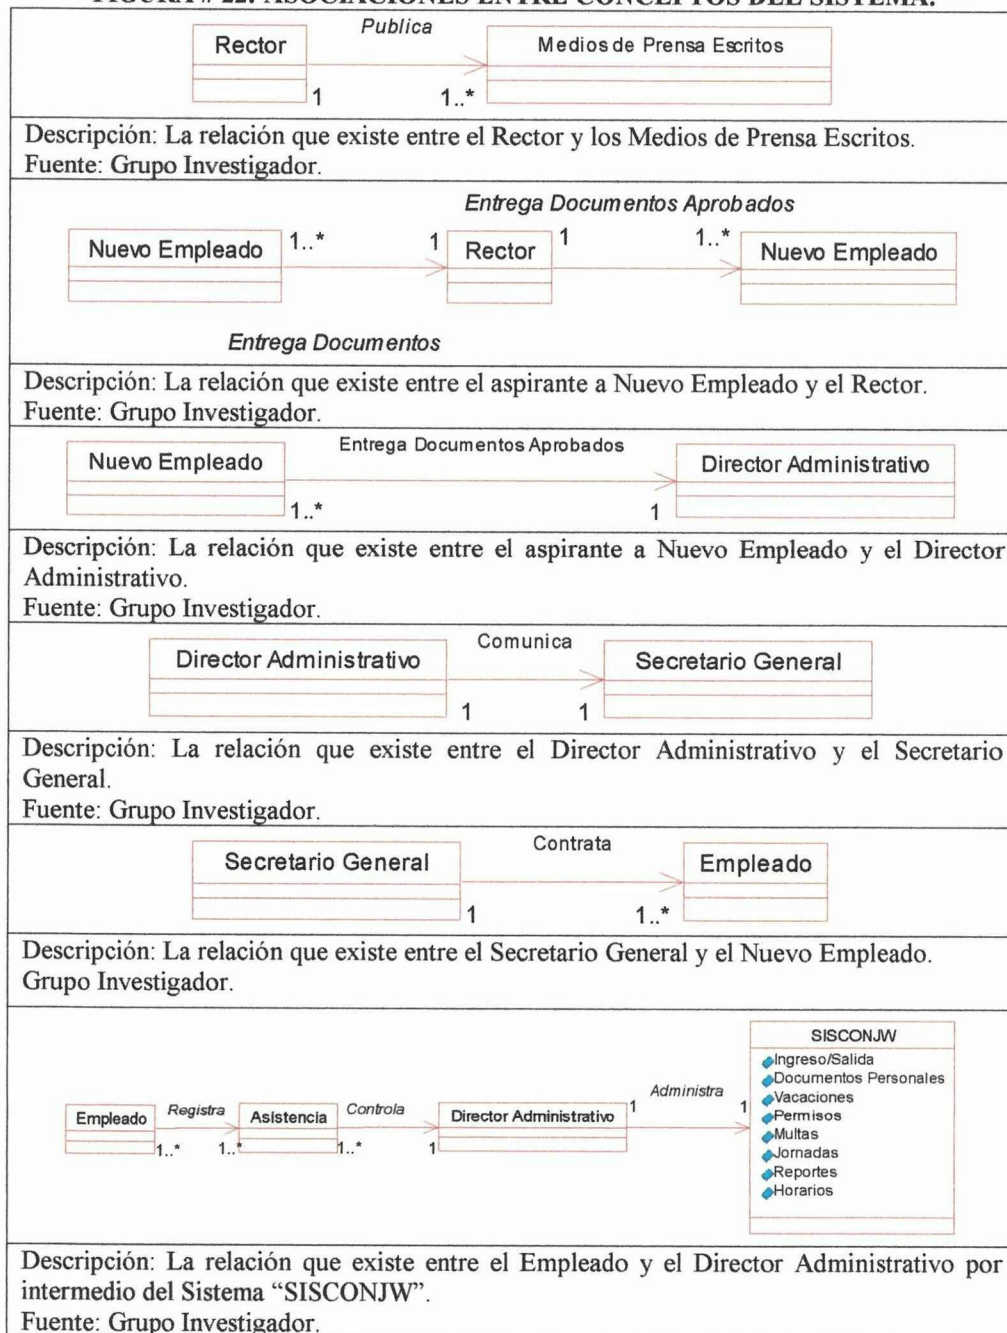 FIGURA # 22: ASOCIACIONES ENTRE CONCEPTOS DEL SISTEMA.
Publica
Rector
Medios de Prensa Escritos
1
1..*
Descripción: La relación que existe entre el Rector y los Medios de Prensa Escritos.
Fuente: Grupo Investigador.
Entrega Documentos Aprobados
Nuevo Empleado
1..*
1
Rector
1
1..*
Nuevo Empleado
Entrega Documentos
Descripción: La relación que existe entre el aspirante a Nuevo Empleado y el Rector.
Fuente: Grupo Investigador.
Nuevo Empleado
Entrega Documentos Aprobados
Director Administrativo
1..*
1
Descripción: La relación que existe entre el aspirante a Nuevo Empleado y el Director
Administrativo.
Fuente: Grupo Investigador.
Director Administrativo
Comunica
Secretario General
1
1
Descripción: La relación que existe entre el Director Administrativo y el Secretario
General.
Fuente: Grupo Investigador.
Secretario General
Contrata
Empleado
1
1..*
Descripción: La relación que existe entre el Secretario General y el Nuevo Empleado.
Grupo Investigador.
Empleado
Registra
1..*
1..*
Asistencia
Controla
1..*
1
Director Administrativo
1
Administra
1
SISCONJW
Ingreso/Salida
Documentos Personales
Vacaciones
Permisos
Multas
Jornadas
Reportes
Horarios
Descripción: La relación que existe entre el Empleado y el Director Administrativo por
intermedio del Sistema “SISCONJW”.
Fuente: Grupo Investigador.